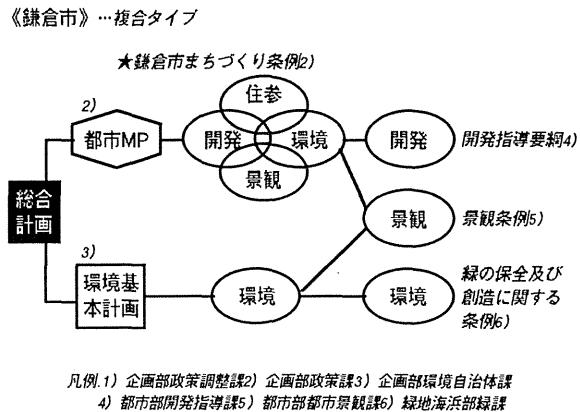 《鎌倉市》…複合タイプ
★鎌倉市まちづくり条例2)
2)
都市MP
住参
開発
環境
景観
開発
開発指導要綱4)
総合
計画
景観
景観条例5)
3)
環境基
本計画
環境
環境
緑の保全及び
創造に関する
条例6)
凡例.1) 企画部政策調整課2) 企画部政策課3) 企画部環境自治体課
4) 都市部開発指導課5) 都市部都市景観課6) 緑地海浜部緑課